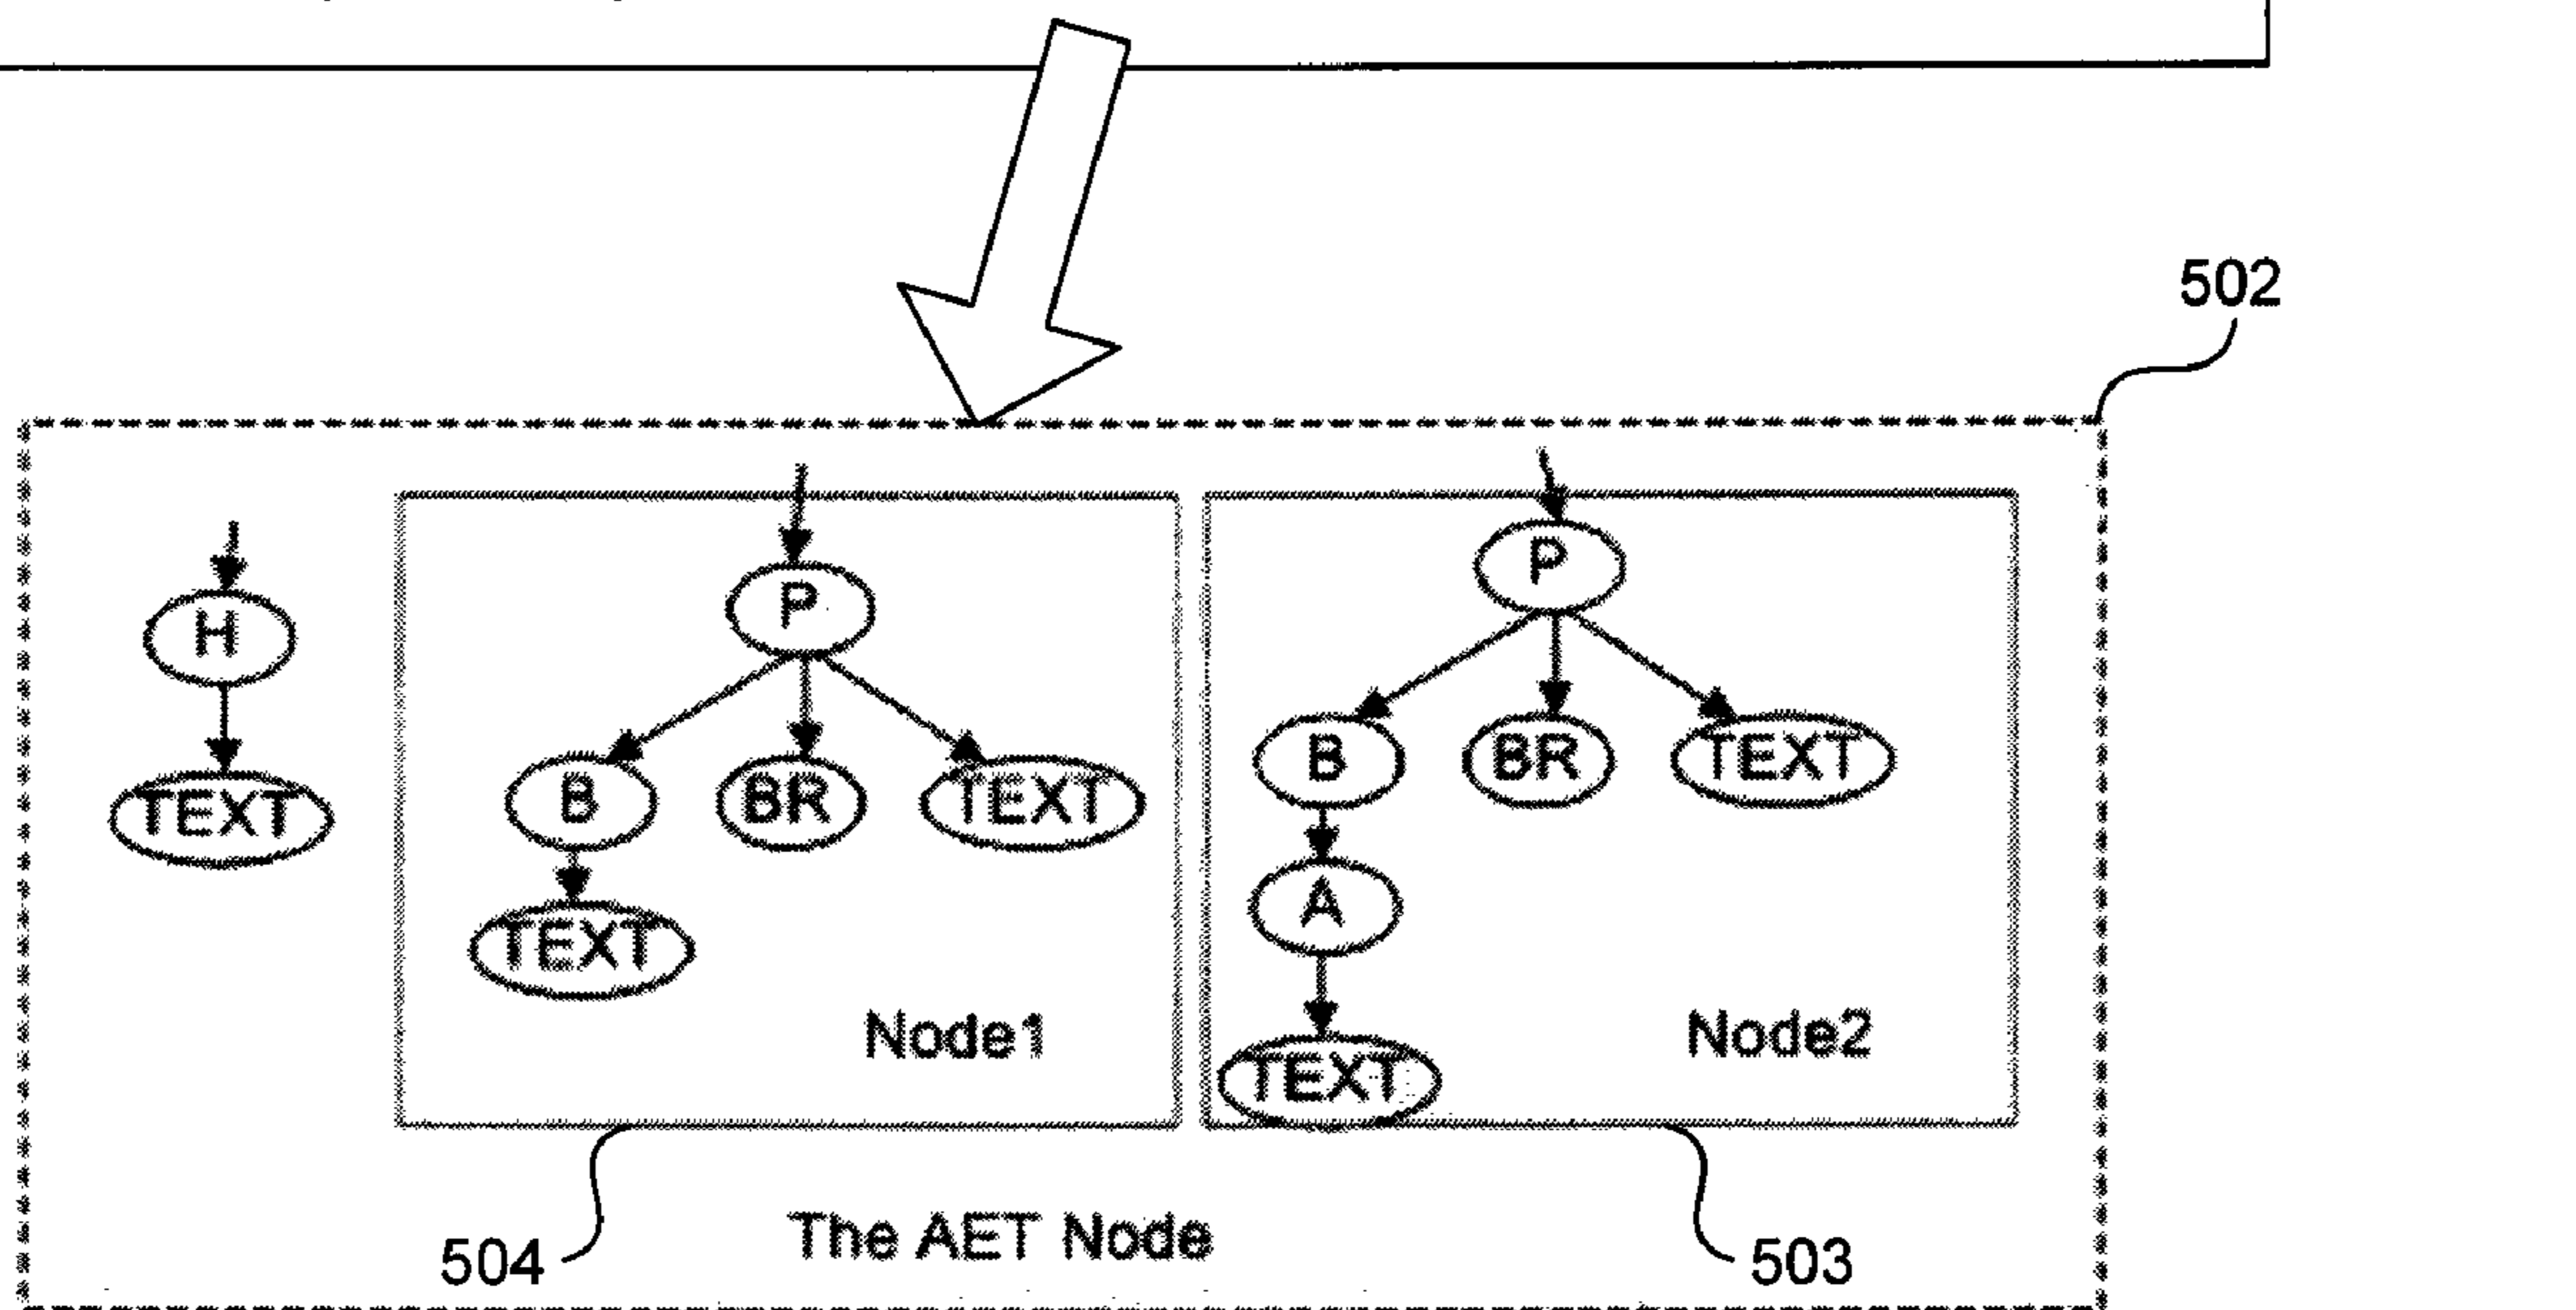 502
P
P
H
B BR TEXT
B BR TEXT
TEXT
A
TEXT
Node1
Node2
TEXT
The AET Node
504
503